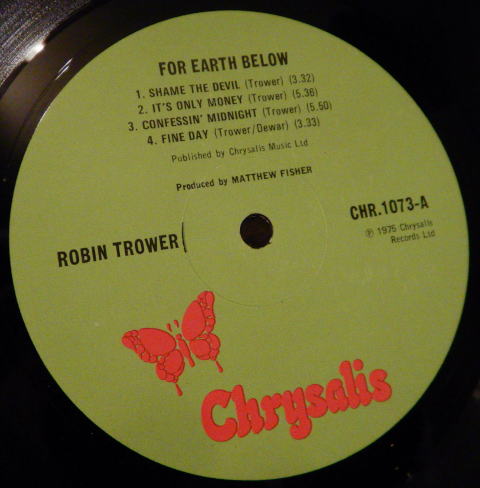 FOR EARTH BELOW
1. SHAME THE DEVIL (Trower) (3.32)
2. IT'S ONLY MONEY (Trower) (5.36)
3. CONFESSIN' MIDNIGHT (Trower) (5.50)
4. FINE DAY (Trower/Dewar) (3.33)
Published by Chrysalis Music Ltd
Produced by MATTHEW FISHER
CHR.1073-A
℗ 1975 Chrysalis
Records Ltd
ROBIN TROWER
Chrysalis